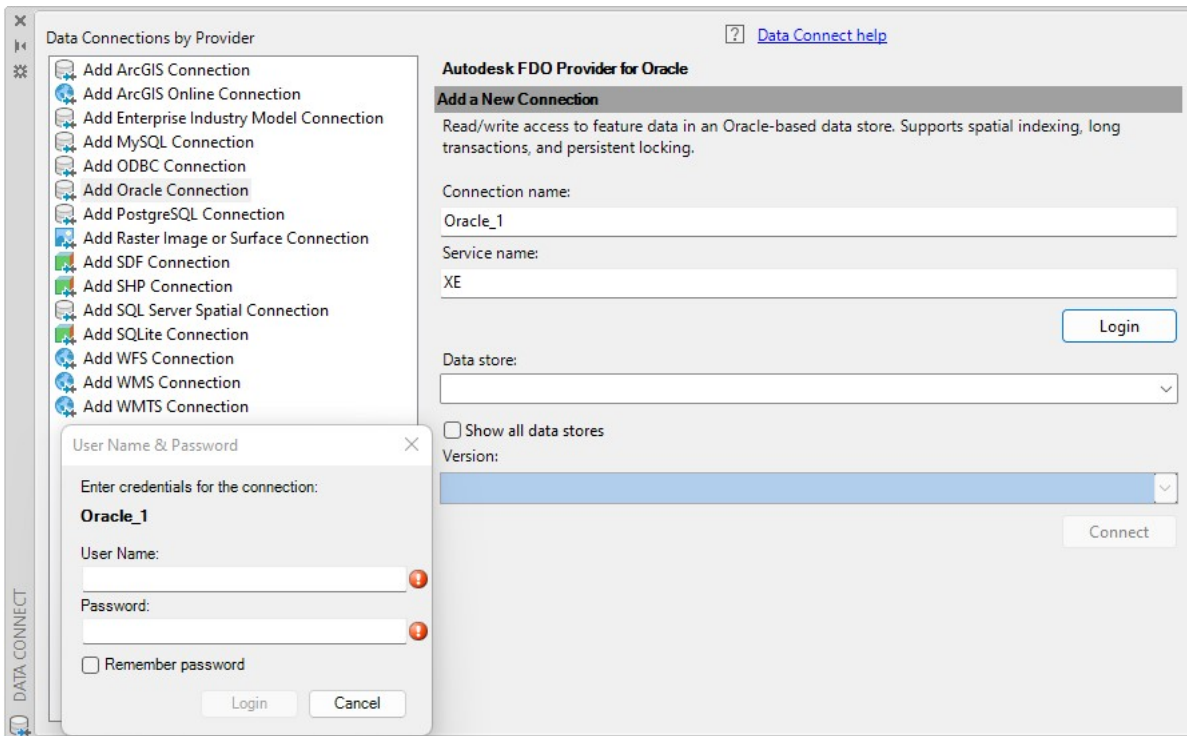 Data Connections by Provider
Add ArcGIS Connection
Add ArcGIS Online Connection
Add Enterprise Industry Model Connection
Add MySQL Connection
Add ODBC Connection
Add Oracle Connection
Add PostgreSQL Connection
Add Raster Image or Surface Connection
Add SDF Connection
Add SHP Connection
Add SQL Server Spatial Connection
Add SQLite Connection
Add WFS Connection
Add WMS Connection
Add WMTS Connection
User Name & Password
Enter credentials for the connection:
Oracle_1
User Name:
Password:
Remember password
Login
Cancel
DATA CONNECT
? Data Connect help
Autodesk FDO Provider for Oracle
Add a New Connection
Read/write access to feature data in an Oracle-based data store. Supports spatial indexing, long
transactions, and persistent locking.
Connection name:
Oracle_1
Service name:
XE
Login
Data store:
Show all data stores
Version:
Connect